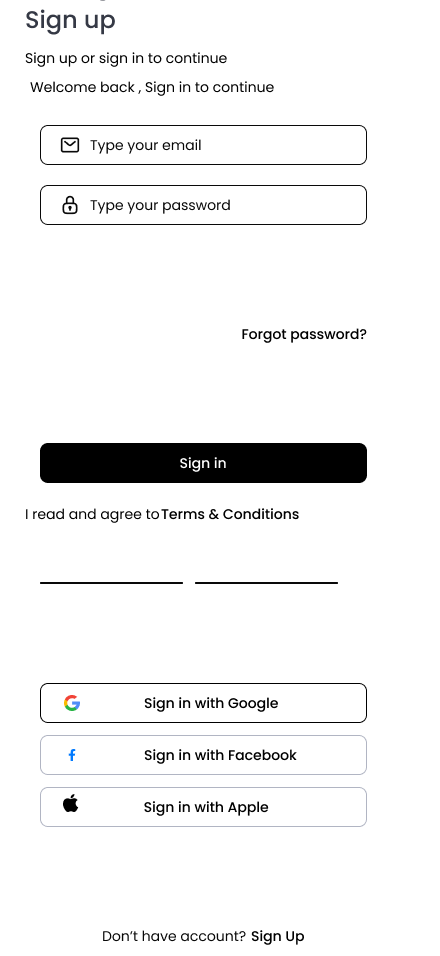 Sign up
Sign up or sign in to continue
Welcome back , Sign in to continue
Type your email
Type your password
Forgot password?
Sign in
I read and agree to Terms & Conditions
Sign in with Google
Sign in with Facebook
Sign in with Apple
Don’t have account? Sign Up